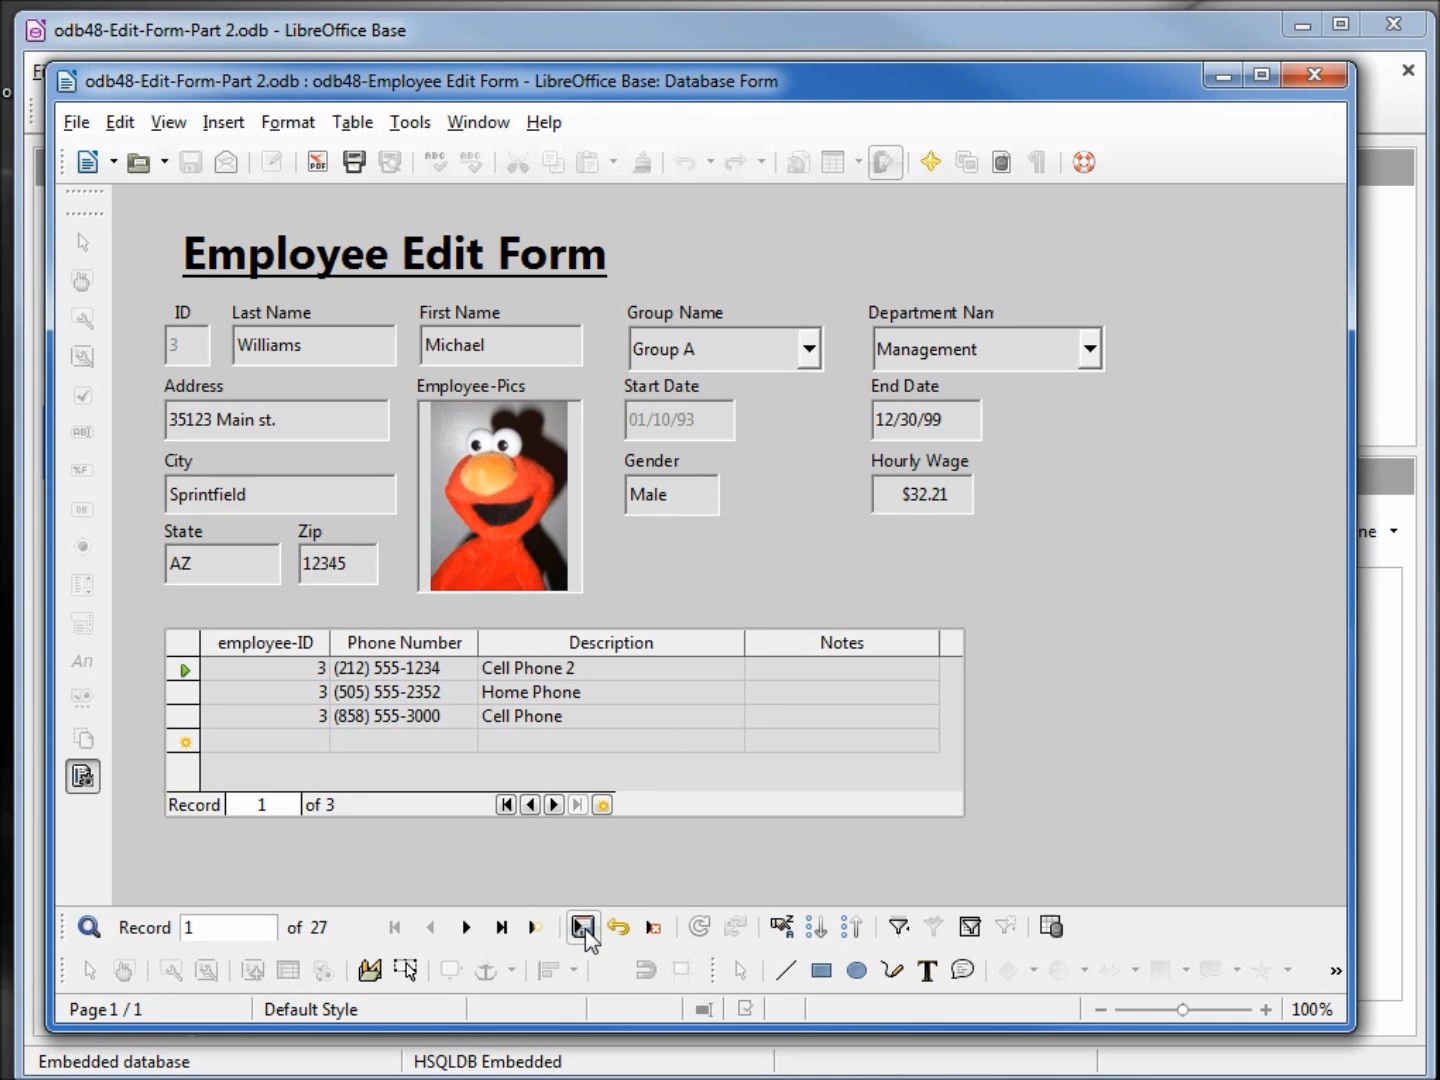 odb48-Edit-Form-Part 2.odb - LibreOffice Base
odb48-Edit-Form-Part 2.odb : odb48-Employee Edit Form - LibreOffice Base: Database Form
File Edit View Insert Format Table Tools Window Help
Employee Edit Form
ID Last Name First Name Group Name Department Nan
3 Williams Michael Group A Management
Address Employee-Pics Start Date End Date
35123 Main st. 01/10/93 12/30/99
City Gender Hourly Wage
Sprintfield Male $32.21
State Zip
AZ 12345
employee-ID Phone Number Description Notes
3 (212) 555-1234 Cell Phone 2
3 (505) 555-2352 Home Phone
3 (858) 555-3000 Cell Phone
Record 1 of 3
Record 1 of 27
Page 1 / 1 Default Style 100%
Embedded database HSQLDB Embedded